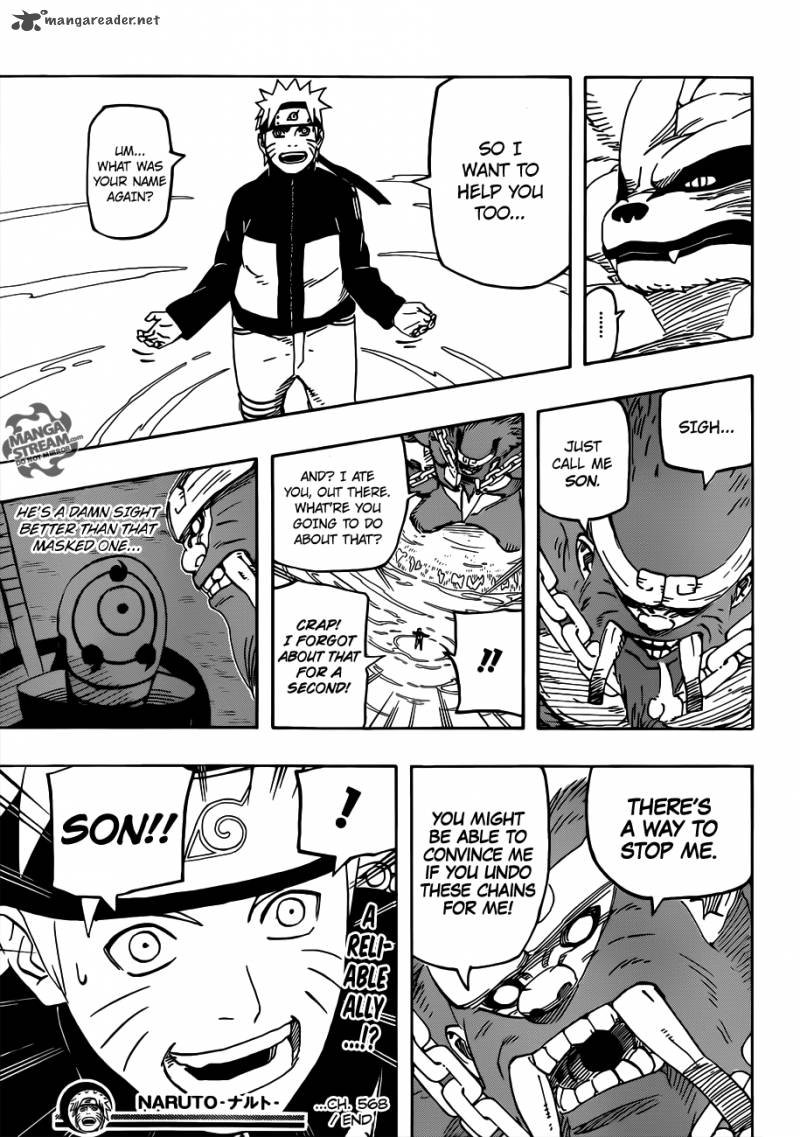 mangareader.net
.........
SO I
WANT TO
HELP YOU
TOO...
UM...
WHAT WAS
YOUR NAME
AGAIN?
SIGH...
JUST
CALL ME
SON.
AND? I ATE
YOU, OUT THERE.
WHAT'RE YOU
GOING TO DO
ABOUT THAT?
!!
CRAP!
I FORGOT
ABOUT THAT
FOR A
SECOND!
HE'S A DAMN SIGHT
BETTER THAN THAT
MASKED ONE...
MANGA
STREAM.com
DO NOT MIRROR
THERE'S
A WAY TO
STOP ME.
YOU MIGHT
BE ABLE TO
CONVINCE ME
IF YOU UNDO
THESE CHAINS
FOR ME!
!
SON!!
A
RELI-
ABLE
ALLY
...!?
NARUTO -ナルト-
...CH. 568
/END